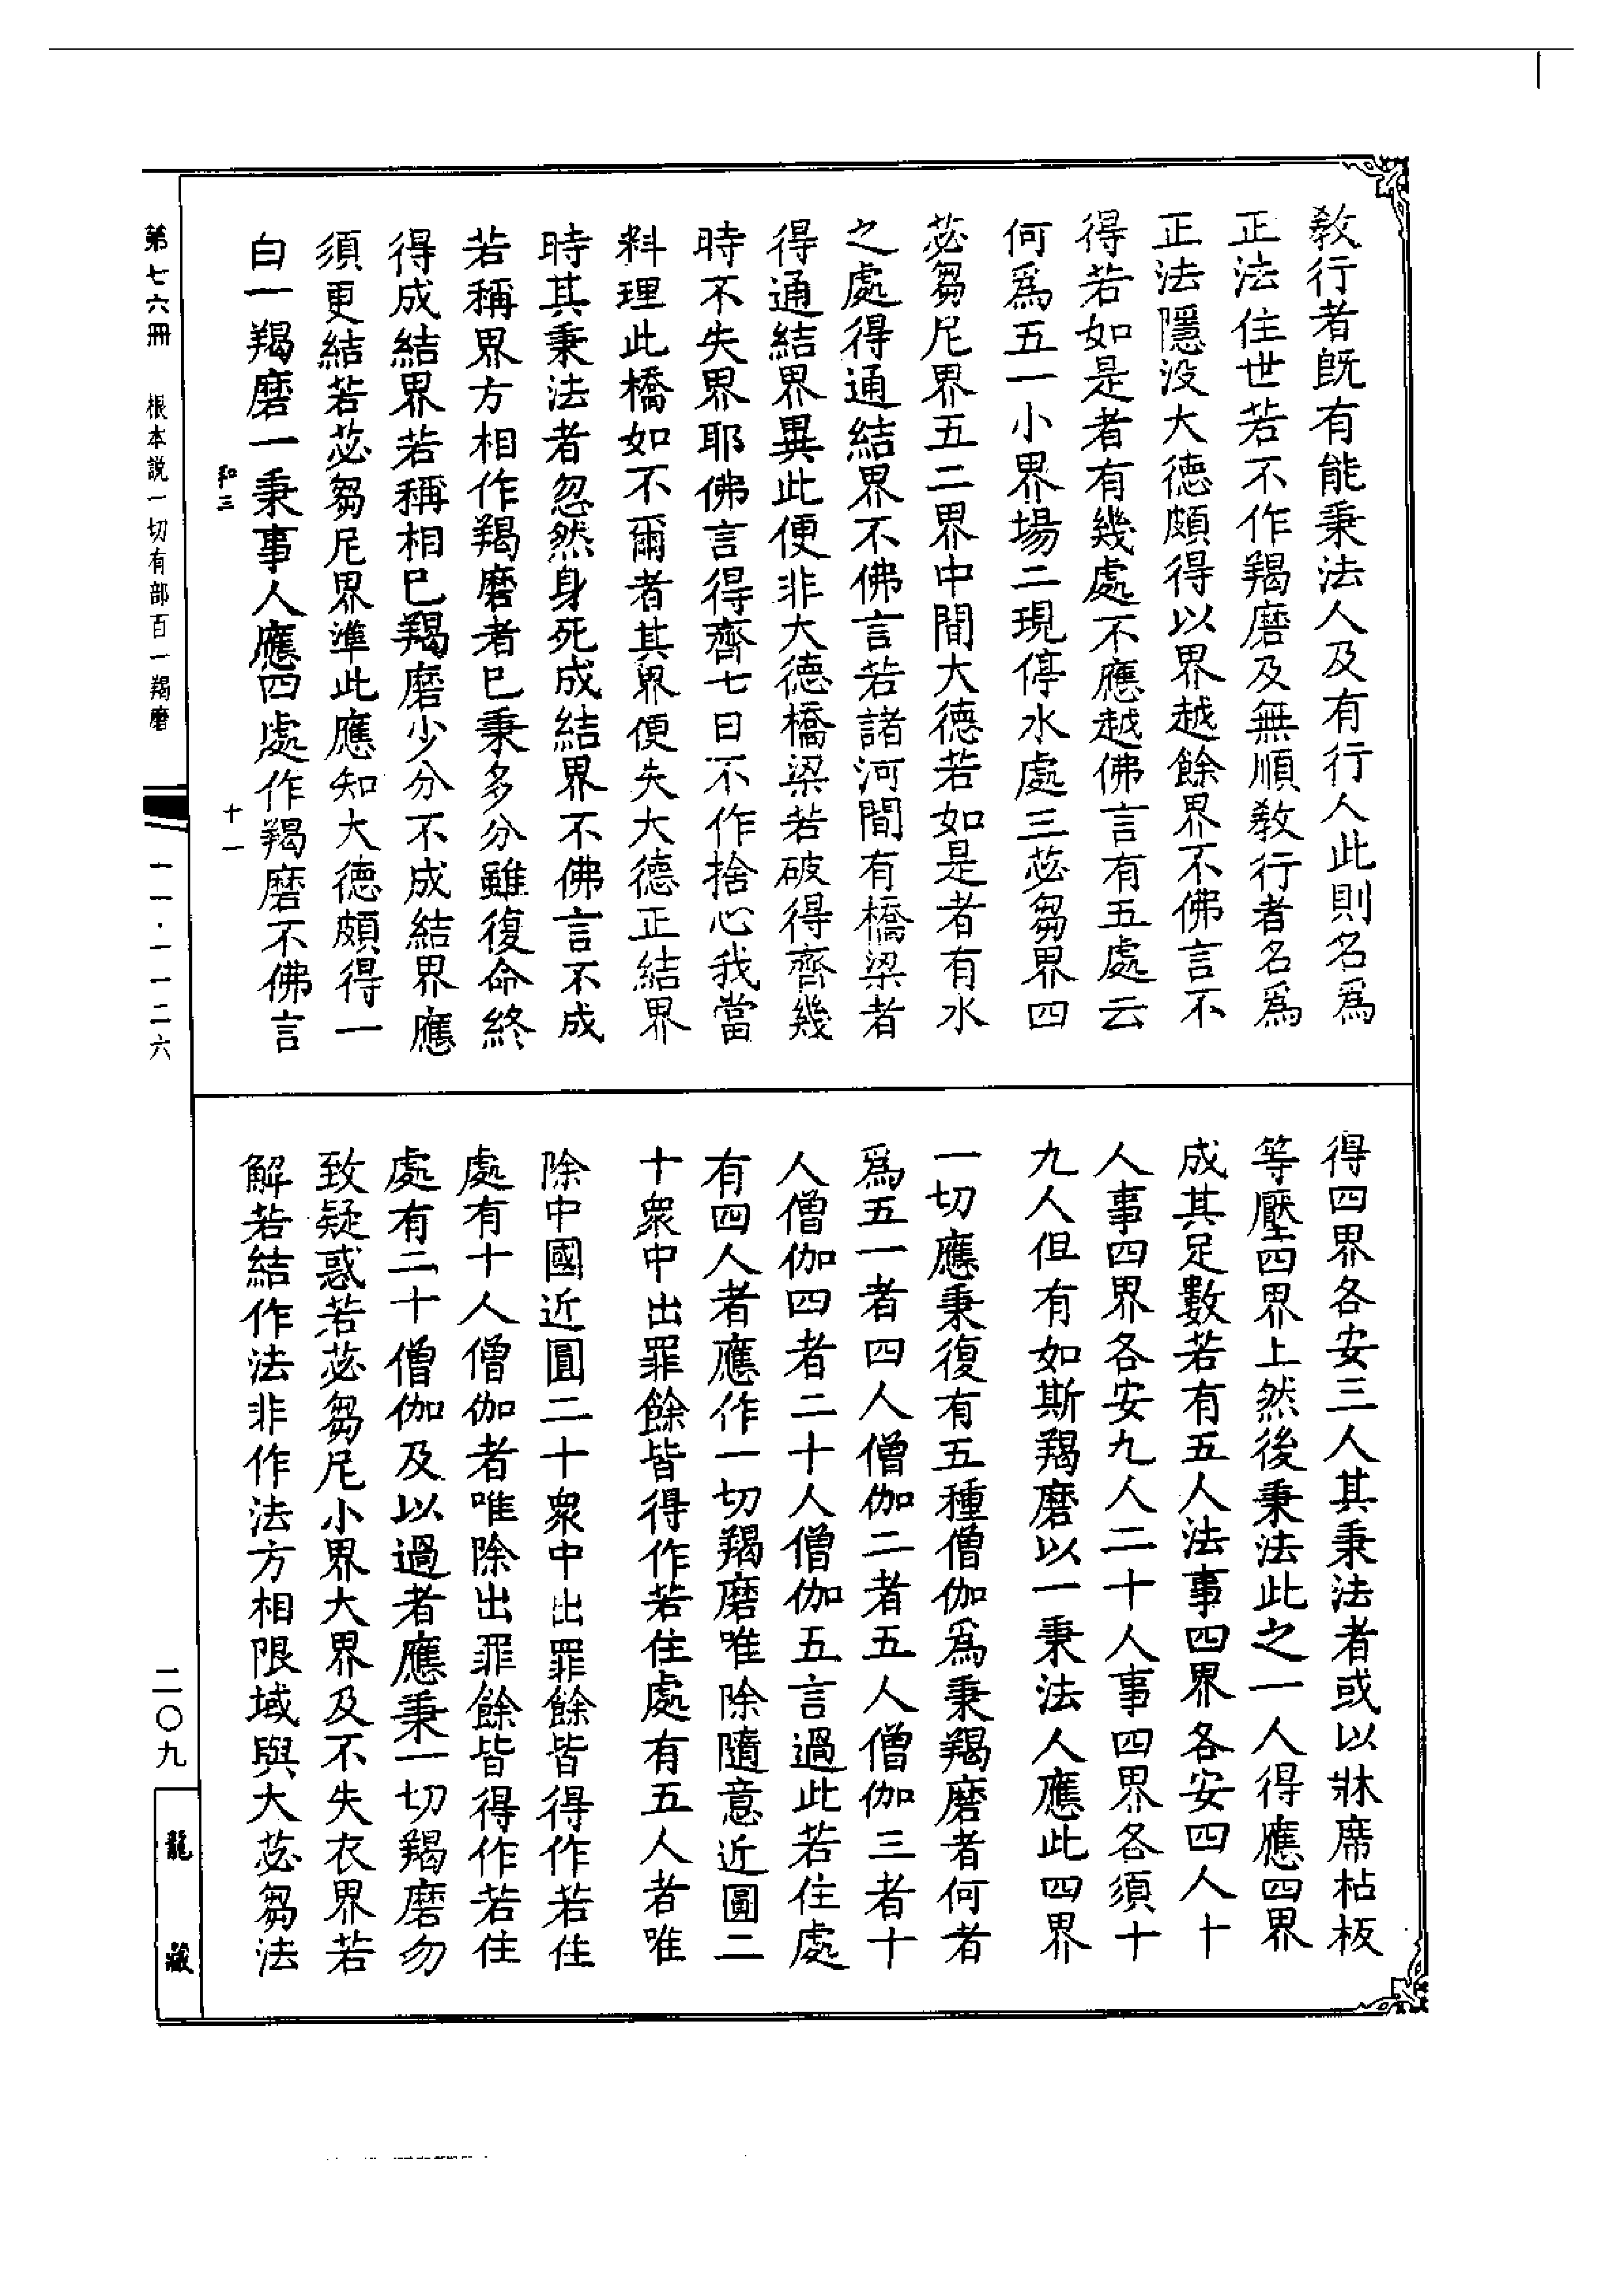 教行者旣有能秉法人及有行人此則名爲
正法住世若不作羯磨及無順教行者名爲
正法隱沒大德頗得以界越餘界不佛言不
得若如是者有幾處不應越佛言有五處云
何爲五一小界場二現停水處三苾芻界四
苾芻尼界五二界中間大德若如是者有水
之處得通結界不佛言若諸河間有橋梁者
得通結界異此便非大德橋梁若破得齊幾
時不失界耶佛言得齊七日不作捨心我當
料理此橋如不爾者其界便失大德正結界
時其秉法者忽然身死成結界不佛言不成
若稱界方相作羯磨者已秉多分雖復命終
得成結界若稱相已羯磨少分不成結界應
須更結若苾芻尼界準此應知大德頗得一
白一羯磨一秉事人應四處作羯磨不佛言
和三
十一
得四界各安三人其秉法者或以牀席枮板
等壓四界上然後秉法此之一人得應四界
成其足數若有五人法事四界各安四人十
人事四界各安九人二十人事四界各須十
九人但有如斯羯磨以一秉法人應此四界
一切應秉復有五種僧伽爲秉羯磨者何者
爲五一者四人僧伽二者五人僧伽三者十
人僧伽四者二十人僧伽五言過此若住處
有四人者應作一切羯磨唯除隨意近圓二
十衆中出罪餘皆得作若住處有五人者唯
除中國近圓二十衆中出罪餘皆得作若住
處有十人僧伽者唯除出罪餘皆得作若住
處有二十僧伽及以過者應秉一切羯磨勿
致疑惑若苾芻尼小界大界及不失衣界若
解若結作法非作法方相限域與大苾芻法
第七六冊
根本說一切有部百一羯磨
一一·一一二六
二〇九
龍藏